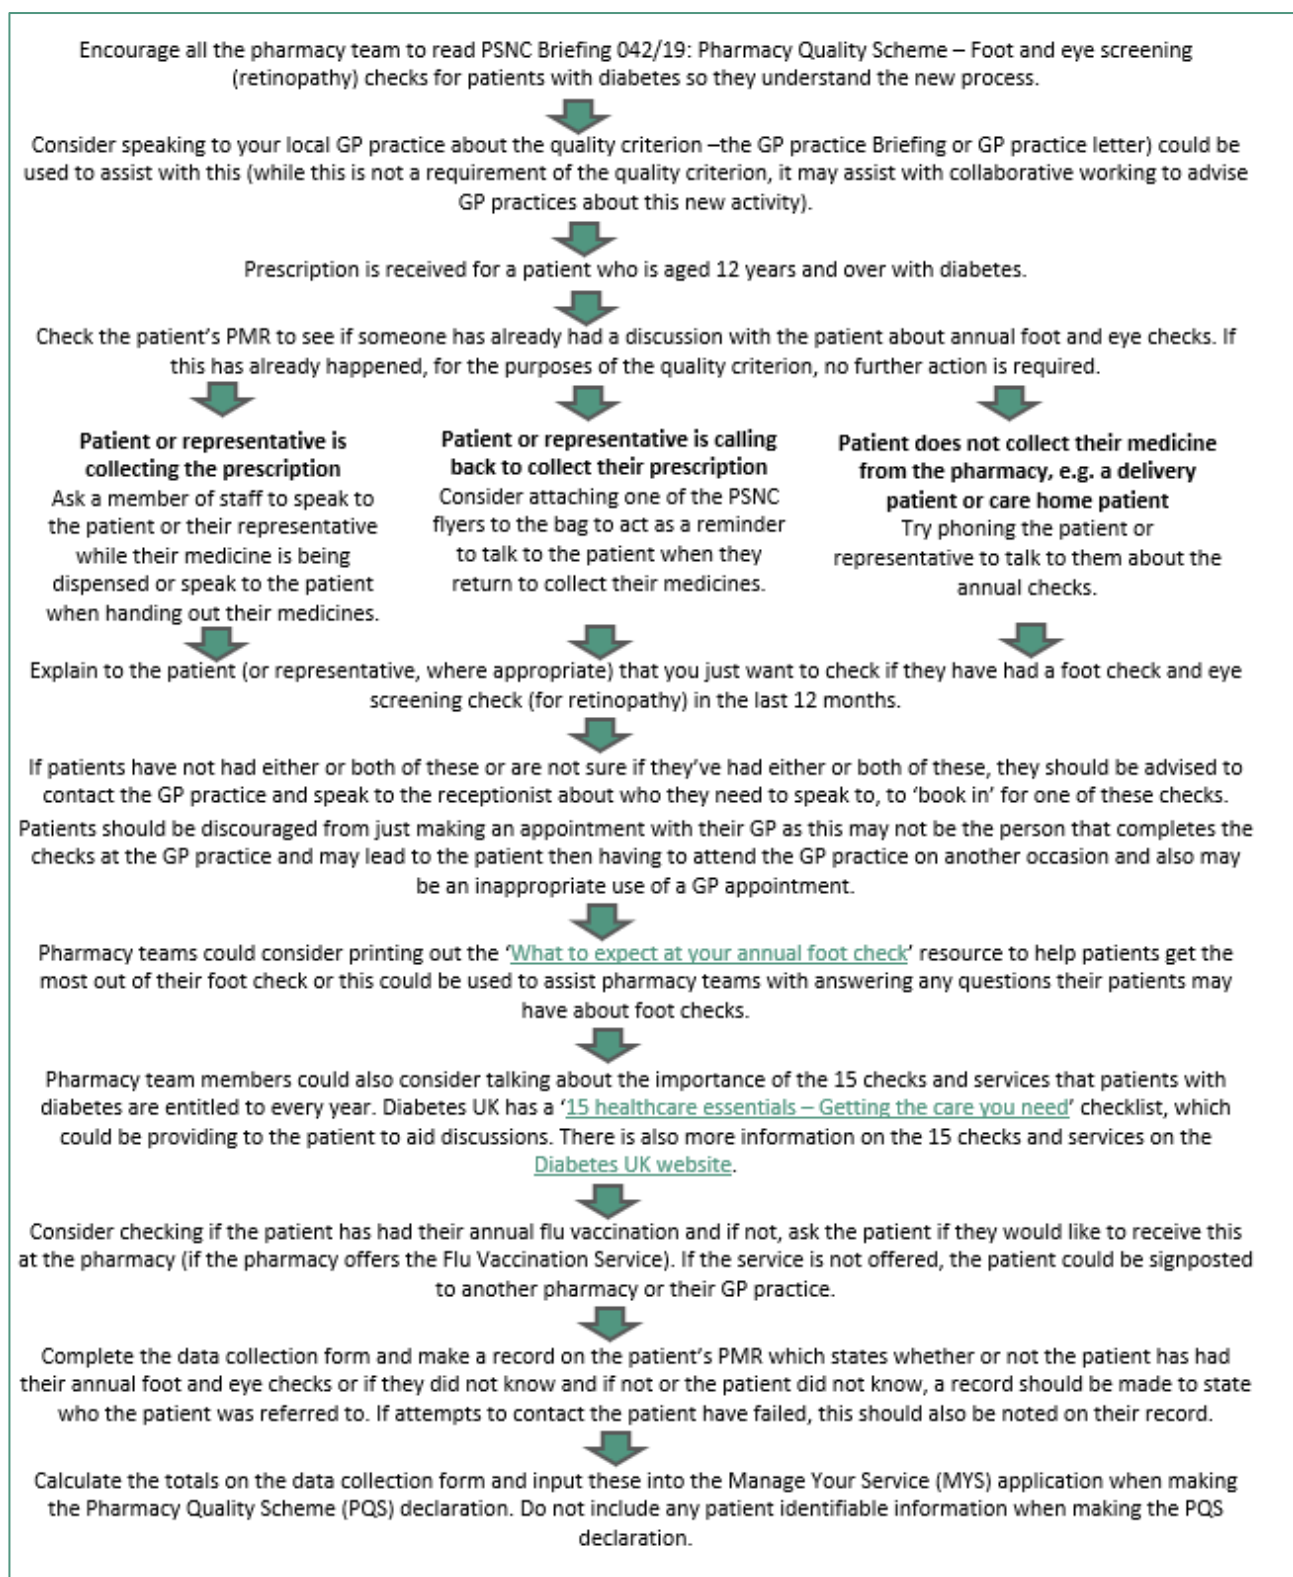 Encourage all the pharmacy team to read PSNC Briefing 042/19: Pharmacy Quality Scheme – Foot and eye screening
(retinopathy) checks for patients with diabetes so they understand the new process.
Consider speaking to your local GP practice about the quality criterion –the GP practice Briefing or GP practice letter) could be
used to assist with this (while this is not a requirement of the quality criterion, it may assist with collaborative working to advise
GP practices about this new activity).
Prescription is received for a patient who is aged 12 years and over with diabetes.
Check the patient's PMR to see if someone has already had a discussion with the patient about annual foot and eye checks. If
this has already happened, for the purposes of the quality criterion, no further action is required.
Patient or representative is
collecting the prescription
Ask a member of staff to speak to
the patient or their representative
while their medicine is being
dispensed or speak to the patient
when handing out their medicines.
Patient or representative is calling
back to collect their prescription
Consider attaching one of the PSNC
flyers to the bag to act as a reminder
to talk to the patient when they
return to collect their medicines.
Patient does not collect their medicine
from the pharmacy, e.g. a delivery
patient or care home patient
Try phoning the patient or
representative to talk to them about the
annual checks.
Explain to the patient (or representative, where appropriate) that you just want to check if they have had a foot check and eye
screening check (for retinopathy) in the last 12 months.
If patients have not had either or both of these or are not sure if they've had either or both of these, they should be advised to
contact the GP practice and speak to the receptionist about who they need to speak to, to 'book in' for one of these checks.
Patients should be discouraged from just making an appointment with their GP as this may not be the person that completes the
checks at the GP practice and may lead to the patient then having to attend the GP practice on another occasion and also may
be an inappropriate use of a GP appointment.
Pharmacy teams could consider printing out the 'What to expect at your annual foot check' resource to help patients get the
most out of their foot check or this could be used to assist pharmacy teams with answering any questions their patients may
have about foot checks.
Pharmacy team members could also consider talking about the importance of the 15 checks and services that patients with
diabetes are entitled to every year. Diabetes UK has a '15 healthcare essentials – Getting the care you need' checklist, which
could be providing to the patient to aid discussions. There is also more information on the 15 checks and services on the
Diabetes UK website.
Consider checking if the patient has had their annual flu vaccination and if not, ask the patient if they would like to receive this
at the pharmacy (if the pharmacy offers the Flu Vaccination Service). If the service is not offered, the patient could be signposted
to another pharmacy or their GP practice.
Complete the data collection form and make a record on the patient's PMR which states whether or not the patient has had
their annual foot and eye checks or if they did not know and if not or the patient did not know, a record should be made to state
who the patient was referred to. If attempts to contact the patient have failed, this should also be noted on their record.
Calculate the totals on the data collection form and input these into the Manage Your Service (MYS) application when making
the Pharmacy Quality Scheme (PQS) declaration. Do not include any patient identifiable information when making the PQS
declaration.